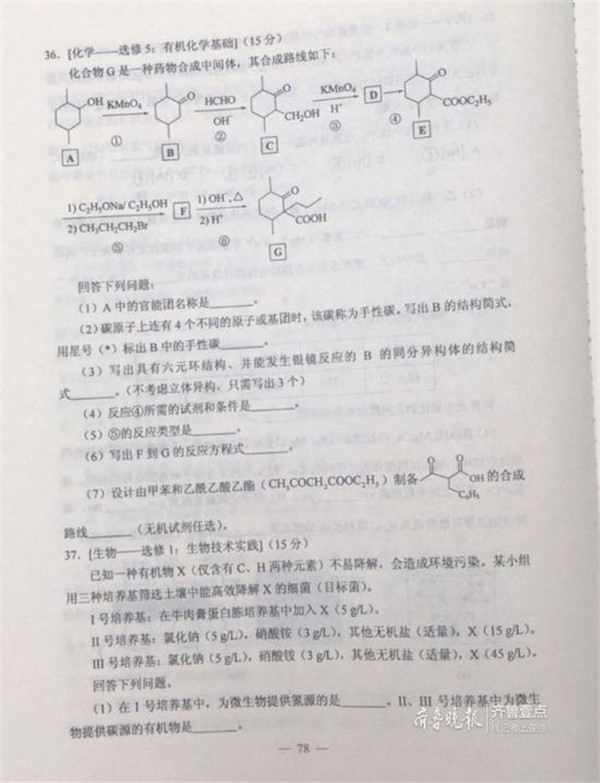 36. [化学——选修5：有机化学基础]（15分）
化合物G是一种药物合成中间体，其合成路线如下：
OH KMnO₄ ① O HCHO OH⁻ ② O CH₂OH KMnO₄ H⁺ ③ D ④ O COOC₂H₅
A B C E
1) C₂H₅ONa/ C₂H₅OH 2) CH₃CH₂CH₂Br ⑤ F 1) OH⁻, △ 2) H⁺ ⑥ O COOH
G
回答下列问题：
（1）A中的官能团名称是______。
（2）碳原子上连有4个不同的原子或基团时，该碳称为手性碳。写出B的结构简式，
用星号（*）标出B中的手性碳______。
（3）写出具有六元环结构、并能发生银镜反应的B的同分异构体的结构简
式______。（不考虑立体异构，只需写出3个）
（4）反应④所需的试剂和条件是______。
（5）⑤的反应类型是______。
（6）写出F到G的反应方程式______。
（7）设计由甲苯和乙酰乙酸乙酯（CH₃COCH₂COOC₂H₅）制备 O O OH C₆H₅ 的合成
路线______（无机试剂任选）。
37. [生物——选修1：生物技术实践]（15分）
已知一种有机物X（仅含有C、H两种元素）不易降解，会造成环境污染。某小组
用三种培养基筛选土壤中能高效降解X的细菌（目标菌）。
I号培养基：在牛肉膏蛋白胨培养基中加入X（5 g/L）。
II号培养基：氯化钠（5 g/L），硝酸铵（3 g/L），其他无机盐（适量），X（15 g/L）。
III号培养基：氯化钠（5 g/L），硝酸铵（3 g/L），其他无机盐（适量），X（45 g/L）。
回答下列问题。
（1）在I号培养基中，为微生物提供氮源的是______。II、III号培养基中为微生
物提供碳源的有机物是______。
齐鲁晚报 齐鲁壹点
— 78 —